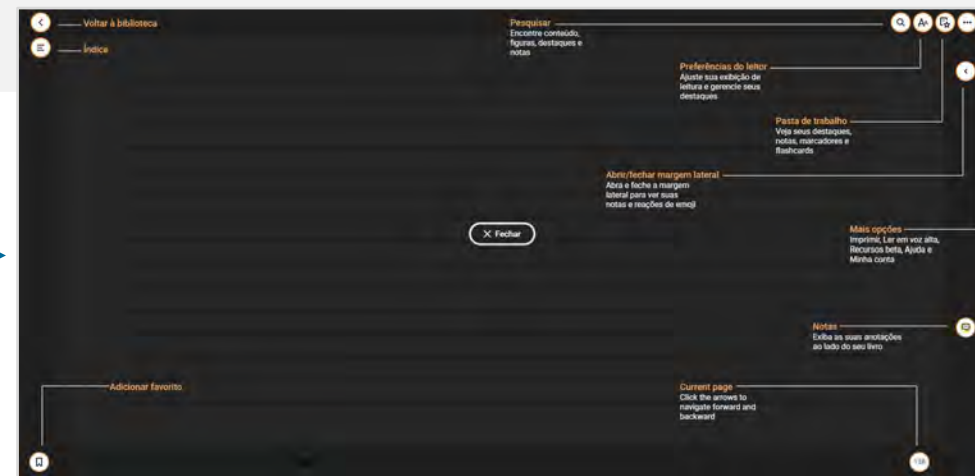 Voltar à biblioteca
Índice
Pesquisar
Encontre conteúdo,
figuras, destaques e
notas
Preferências do leitor
Ajuste sua exibição de
leitura e gerencie seus
destaques
Pasta de trabalho
Veja seus destaques,
notas, marcadores e
flashcards
Abrir/fechar margem lateral
Abra e feche a margem
lateral para ver suas
notas e reações de emoji
× Fechar
Mais opções
Imprimir, Ler em voz alta,
Recursos beta, Ajuda e
Minha conta
Notas
Exiba as suas anotações
ao lado do seu livro
Adicionar favorito
Current page
Click the arrows to
navigate forward and
backward